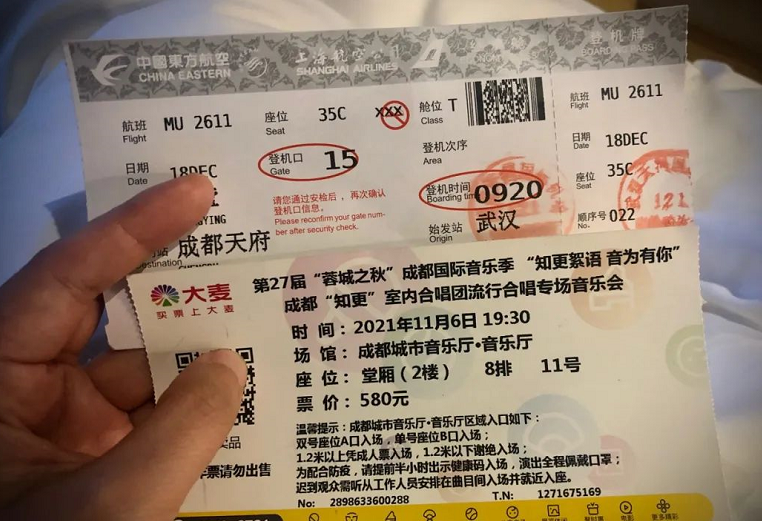 中國東方航空
CHINA EASTERN
上海航空公司
SHANGHAI AIRLINES
登机牌
BOARDING PASS
航班 MU 2611
Flight
座位 35C
Seat
XXX
舱位 T
Class
航班 MU 2611
Flight
日期 18DEC
Date
登机口 15
Gate
登机次序
Area
日期 18DEC
Date
请您通过安检后，再次确认
登机口信息。
Please reconfirm your gate num-
ber after security check.
登机时间 0920
Boarding tim
座位 35C
Seat
始发站 武汉
Origin
顺序号 022
No.
成都天府
estination
大麦
买票上大麦
第27届“蓉城之秋”成都国际音乐季 “知更絮语 音为有你”
成都“知更”室内合唱团流行合唱专场音乐会
时 间：2021年11月6日 19:30
场 馆：成都城市音乐厅·音乐厅
座 位：堂厢（2楼） 8排 11号
票 价：580元
温馨提示：成都城市音乐厅·音乐厅区域入口如下：
双号座位A口入场，单号座位B口入场；
1.2米以上凭成人票入场，1.2米以下谢绝入场；
为配合防疫，请提前半小时出示健康码入场，演出全程佩戴口罩；
迟到观众需听从工作人员安排在曲目间入场并就近入座。
票请勿出售
No: 2898633600288 T.N: 1271675169
更多精彩